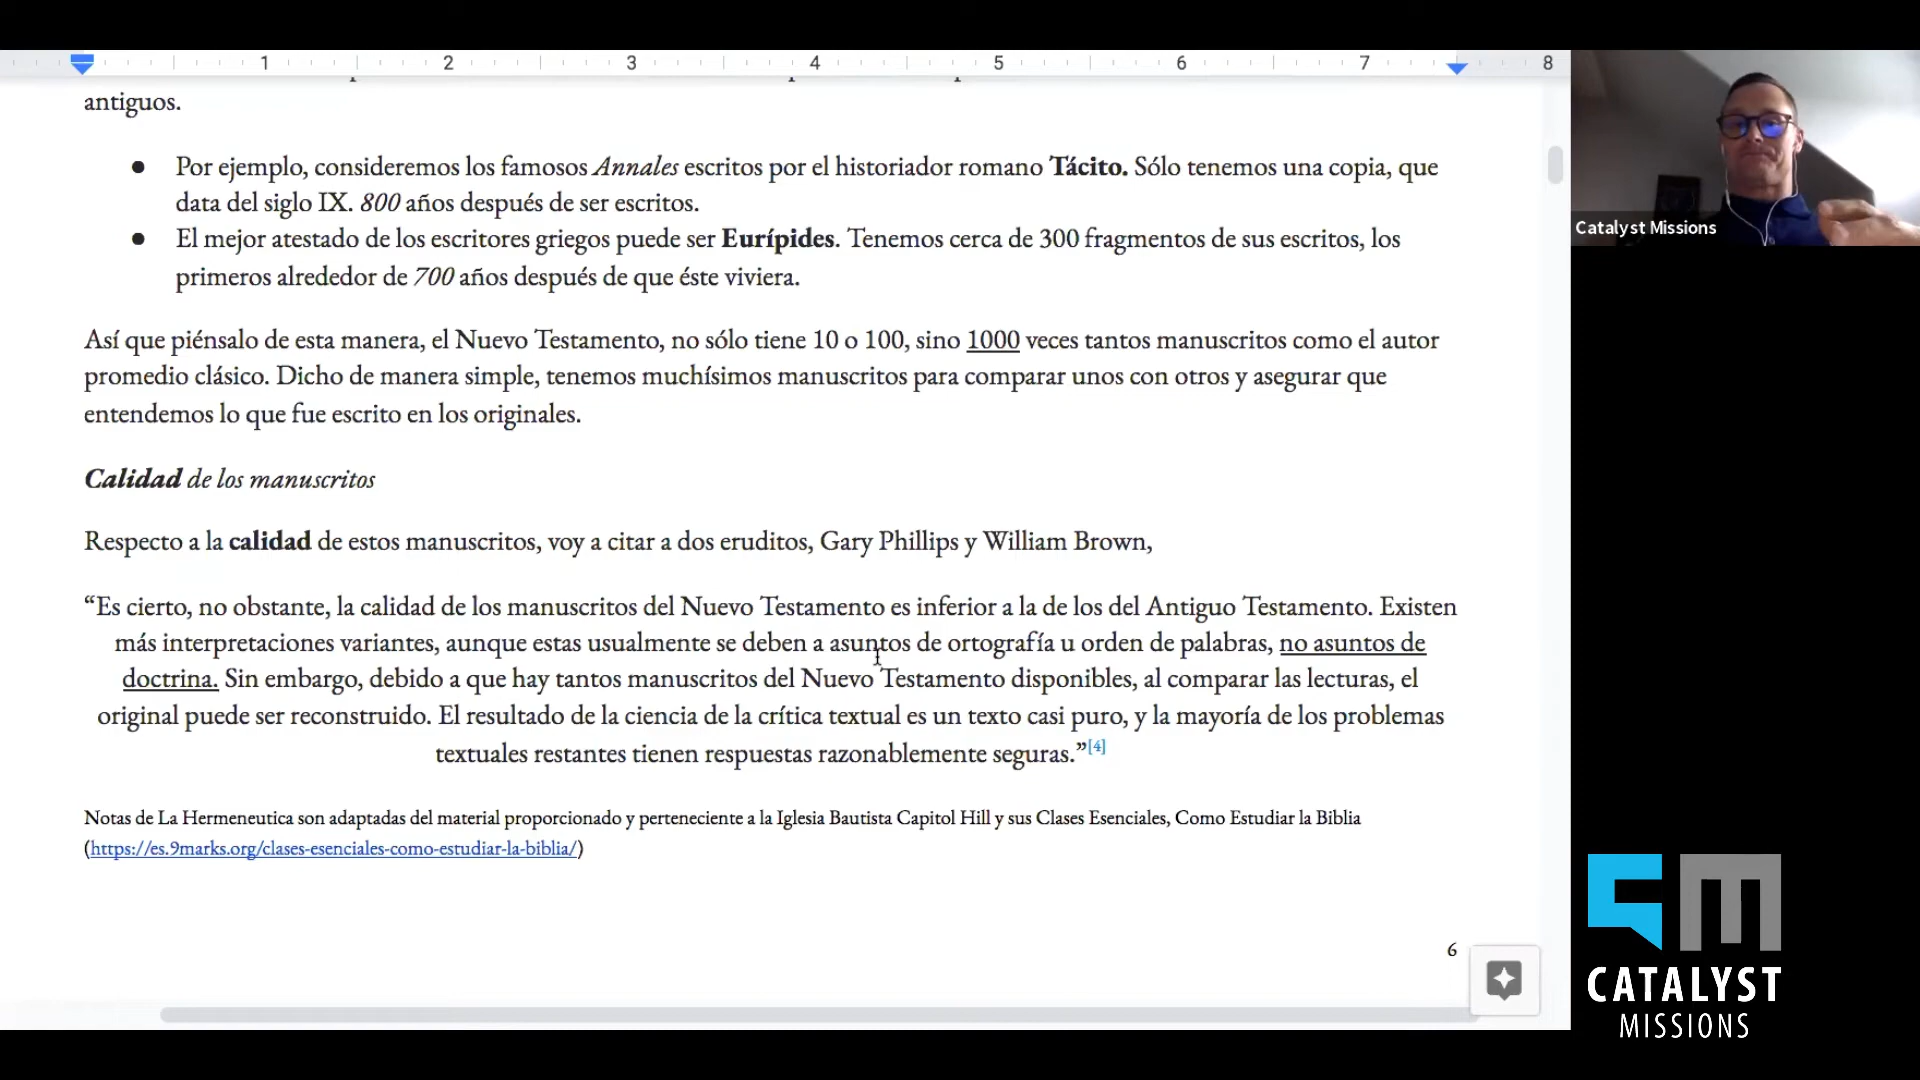 1 2 3 4 5 6 7 8
antiguos.
● Por ejemplo, consideremos los famosos Annales escritos por el historiador romano Tácito. Sólo tenemos una copia, que
data del siglo IX. 800 años después de ser escritos.
● El mejor atestado de los escritores griegos puede ser Eurípides. Tenemos cerca de 300 fragmentos de sus escritos, los
primeros alrededor de 700 años después de que éste viviera.
Así que piénsalo de esta manera, el Nuevo Testamento, no sólo tiene 10 o 100, sino 1000 veces tantos manuscritos como el autor
promedio clásico. Dicho de manera simple, tenemos muchísimos manuscritos para comparar unos con otros y asegurar que
entendemos lo que fue escrito en los originales.
Calidad de los manuscritos
Respecto a la calidad de estos manuscritos, voy a citar a dos eruditos, Gary Phillips y William Brown,
“Es cierto, no obstante, la calidad de los manuscritos del Nuevo Testamento es inferior a la de los del Antiguo Testamento. Existen
más interpretaciones variantes, aunque estas usualmente se deben a asuntos de ortografía u orden de palabras, no asuntos de
doctrina. Sin embargo, debido a que hay tantos manuscritos del Nuevo Testamento disponibles, al comparar las lecturas, el
original puede ser reconstruido. El resultado de la ciencia de la crítica textual es un texto casi puro, y la mayoría de los problemas
textuales restantes tienen respuestas razonablemente seguras.”[4]
Notas de La Hermeneutica son adaptadas del material proporcionado y perteneciente a la Iglesia Bautista Capitol Hill y sus Clases Esenciales, Como Estudiar la Biblia
(https://es.9marks.org/clases-esenciales-como-estudiar-la-biblia/)
6
Catalyst Missions
CATALYST
MISSIONS